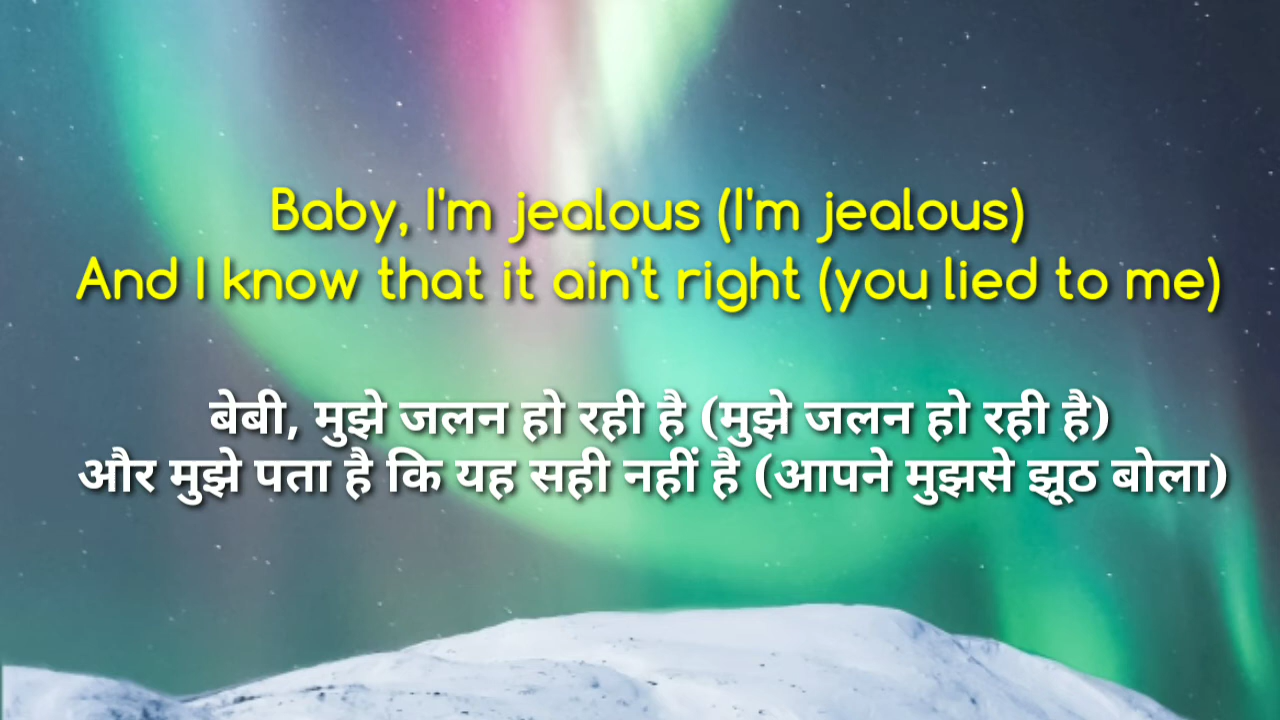 Baby, I'm jealous (I'm jealous)
And I know that it ain't right (you lied to me)
बेबी, मुझे जलन हो रही है (मुझे जलन हो रही है)
और मुझे पता है कि यह सही नहीं है (आपने मुझसे झूठ बोला)